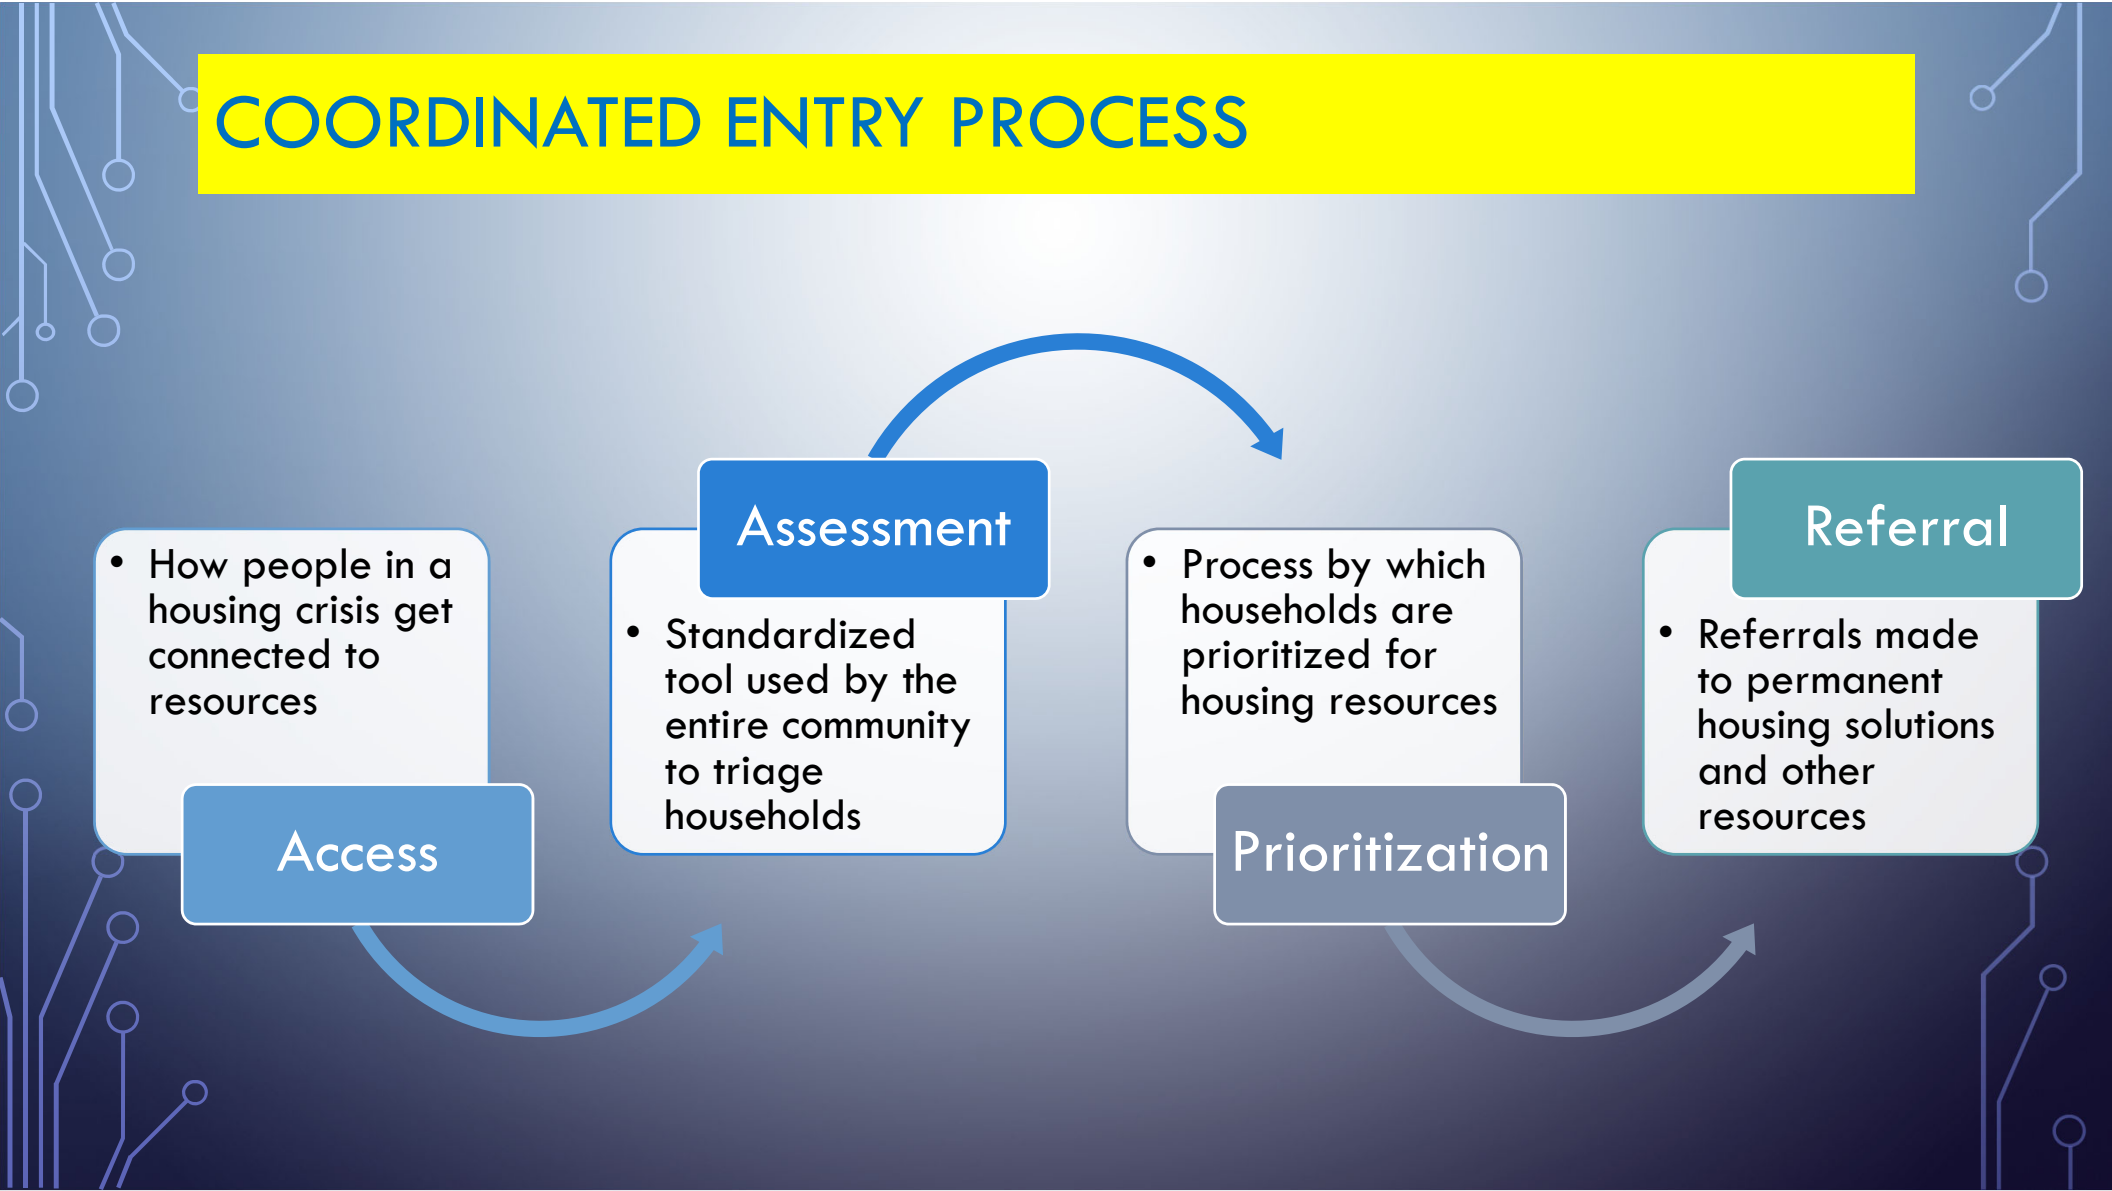 COORDINATED ENTRY PROCESS
• How people in a
housing crisis get
connected to
resources
Access
Assessment
• Standardized
tool used by the
entire community
to triage
households
• Process by which
households are
prioritized for
housing resources
Prioritization
Referral
• Referrals made
to permanent
housing solutions
and other
resources